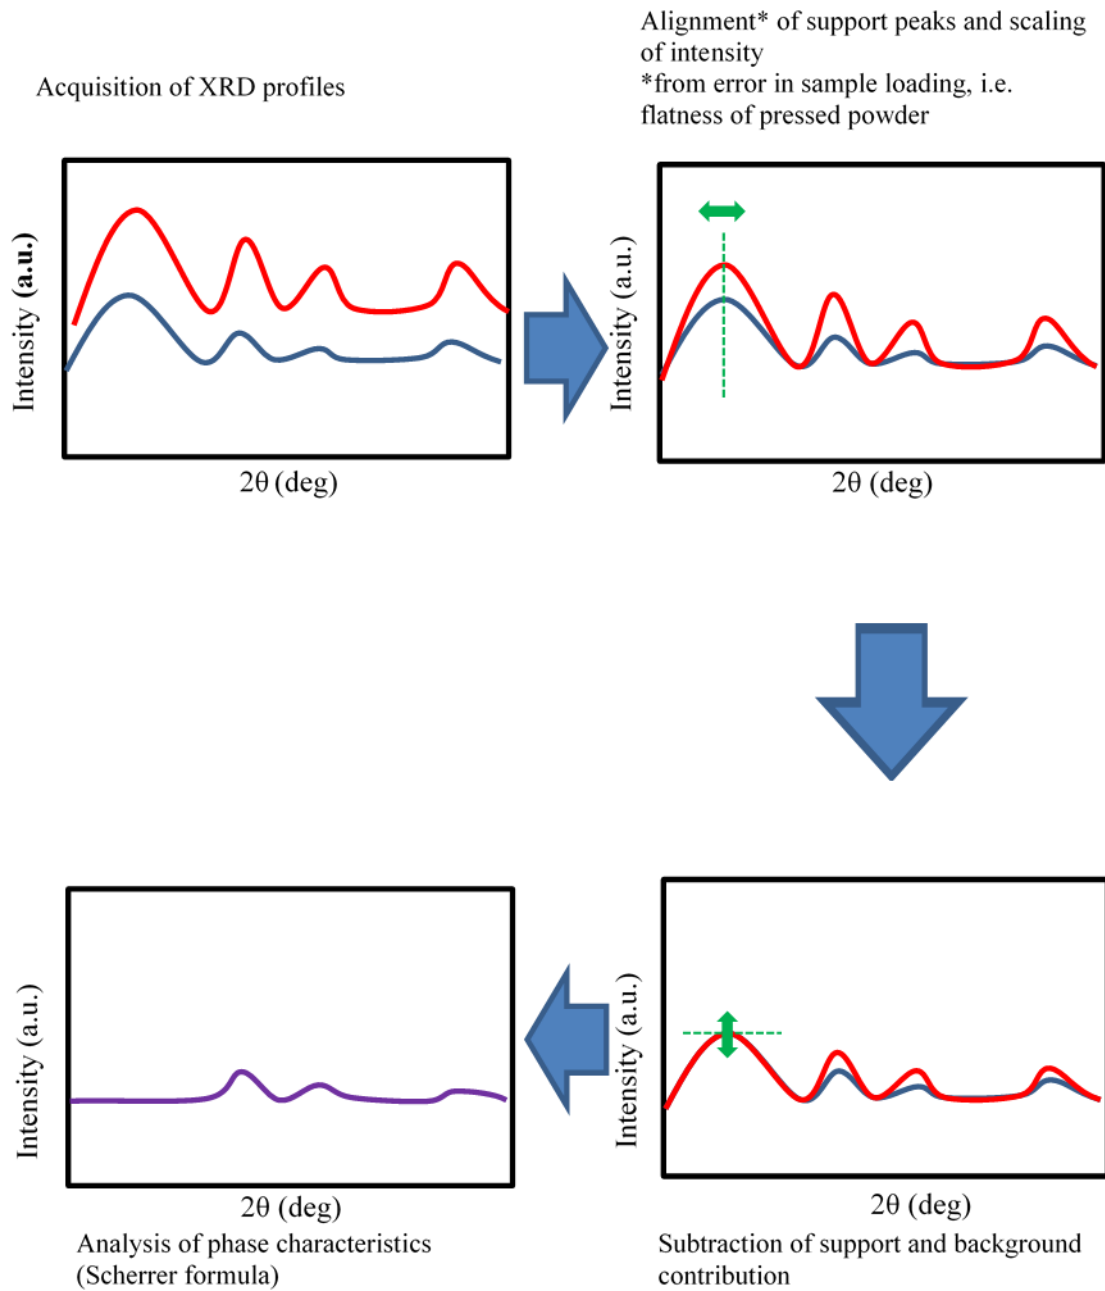 Acquisition of XRD profiles
Intensity (a.u.)
2θ (deg)
Alignment* of support peaks and scaling
of intensity
*from error in sample loading, i.e.
flatness of pressed powder
Intensity (a.u.)
2θ (deg)
Intensity (a.u.)
2θ (deg)
Subtraction of support and background
contribution
Intensity (a.u.)
2θ (deg)
Analysis of phase characteristics
(Scherrer formula)